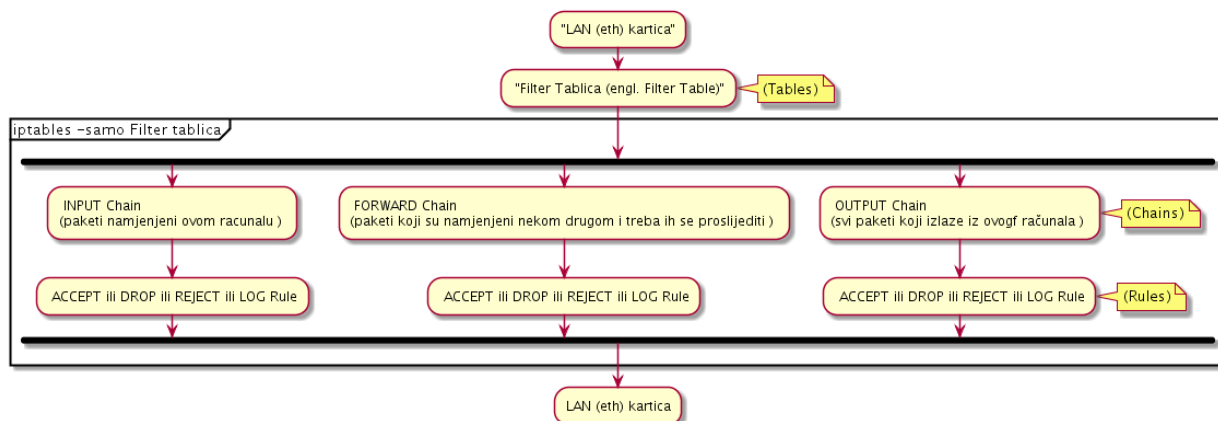 "LAN (eth) kartica"
"Filter Tablica (engl. Filter Table)"
(Tables)
iptables -samo Filter tablica
INPUT Chain
(paketi namjenjeni ovom racunalu )
FORWARD Chain
(paketi koji su namjenjeni nekom drugom i treba ih se proslijediti )
OUTPUT Chain
(svi paketi koji izlaze iz ovogf računala )
(Chains)
ACCEPT ili DROP ili REJECT ili LOG Rule
ACCEPT ili DROP ili REJECT ili LOG Rule
ACCEPT ili DROP ili REJECT ili LOG Rule
(Rules)
LAN (eth) kartica